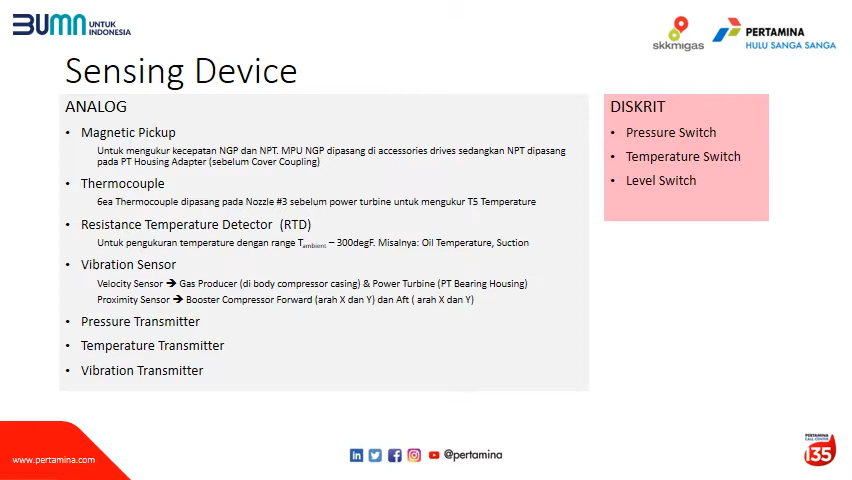 BUMN UNTUK INDONESIA
skkmigas
PERTAMINA
HULU SANGA SANGA
Sensing Device
ANALOG
• Magnetic Pickup
Untuk mengukur kecepatan NGP dan NPT. MPU NGP dipasang di accessories drives sedangkan NPT dipasang
pada PT Housing Adapter (sebelum Cover Coupling)
• Thermocouple
6ea Thermocouple dipasang pada Nozzle #3 sebelum power turbine untuk mengukur T5 Temperature
• Resistance Temperature Detector (RTD)
Untuk pengukuran temperature dengan range Tambient – 300degF. Misalnya: Oil Temperature, Suction
• Vibration Sensor
Velocity Sensor ➔ Gas Producer (di body compressor casing) & Power Turbine (PT Bearing Housing)
Proximity Sensor ➔ Booster Compressor Forward (arah X dan Y) dan Aft ( arah X dan Y)
• Pressure Transmitter
• Temperature Transmitter
• Vibration Transmitter
DISKRIT
• Pressure Switch
• Temperature Switch
• Level Switch
www.pertamina.com
@pertamina
PERTAMINA
CALL CENTER
135